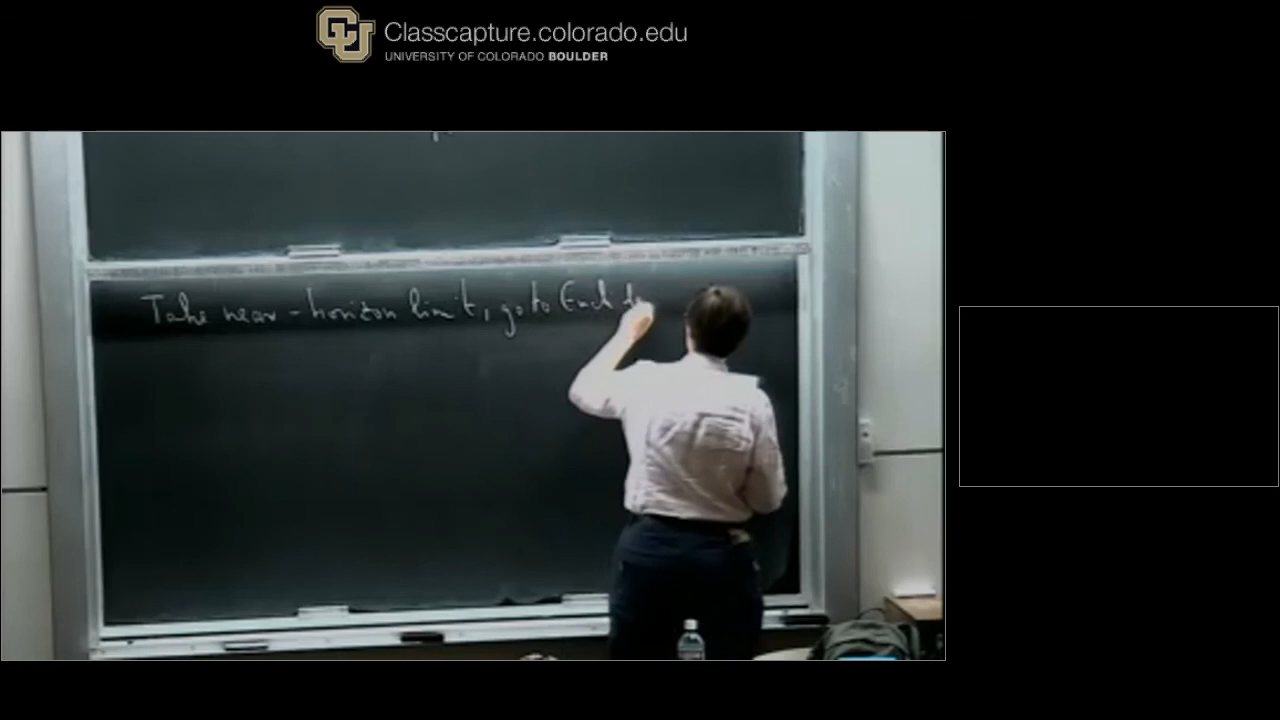 Classcapture.colorado.edu
UNIVERSITY OF COLORADO BOULDER
Take near-horizon limit, go to Eucl